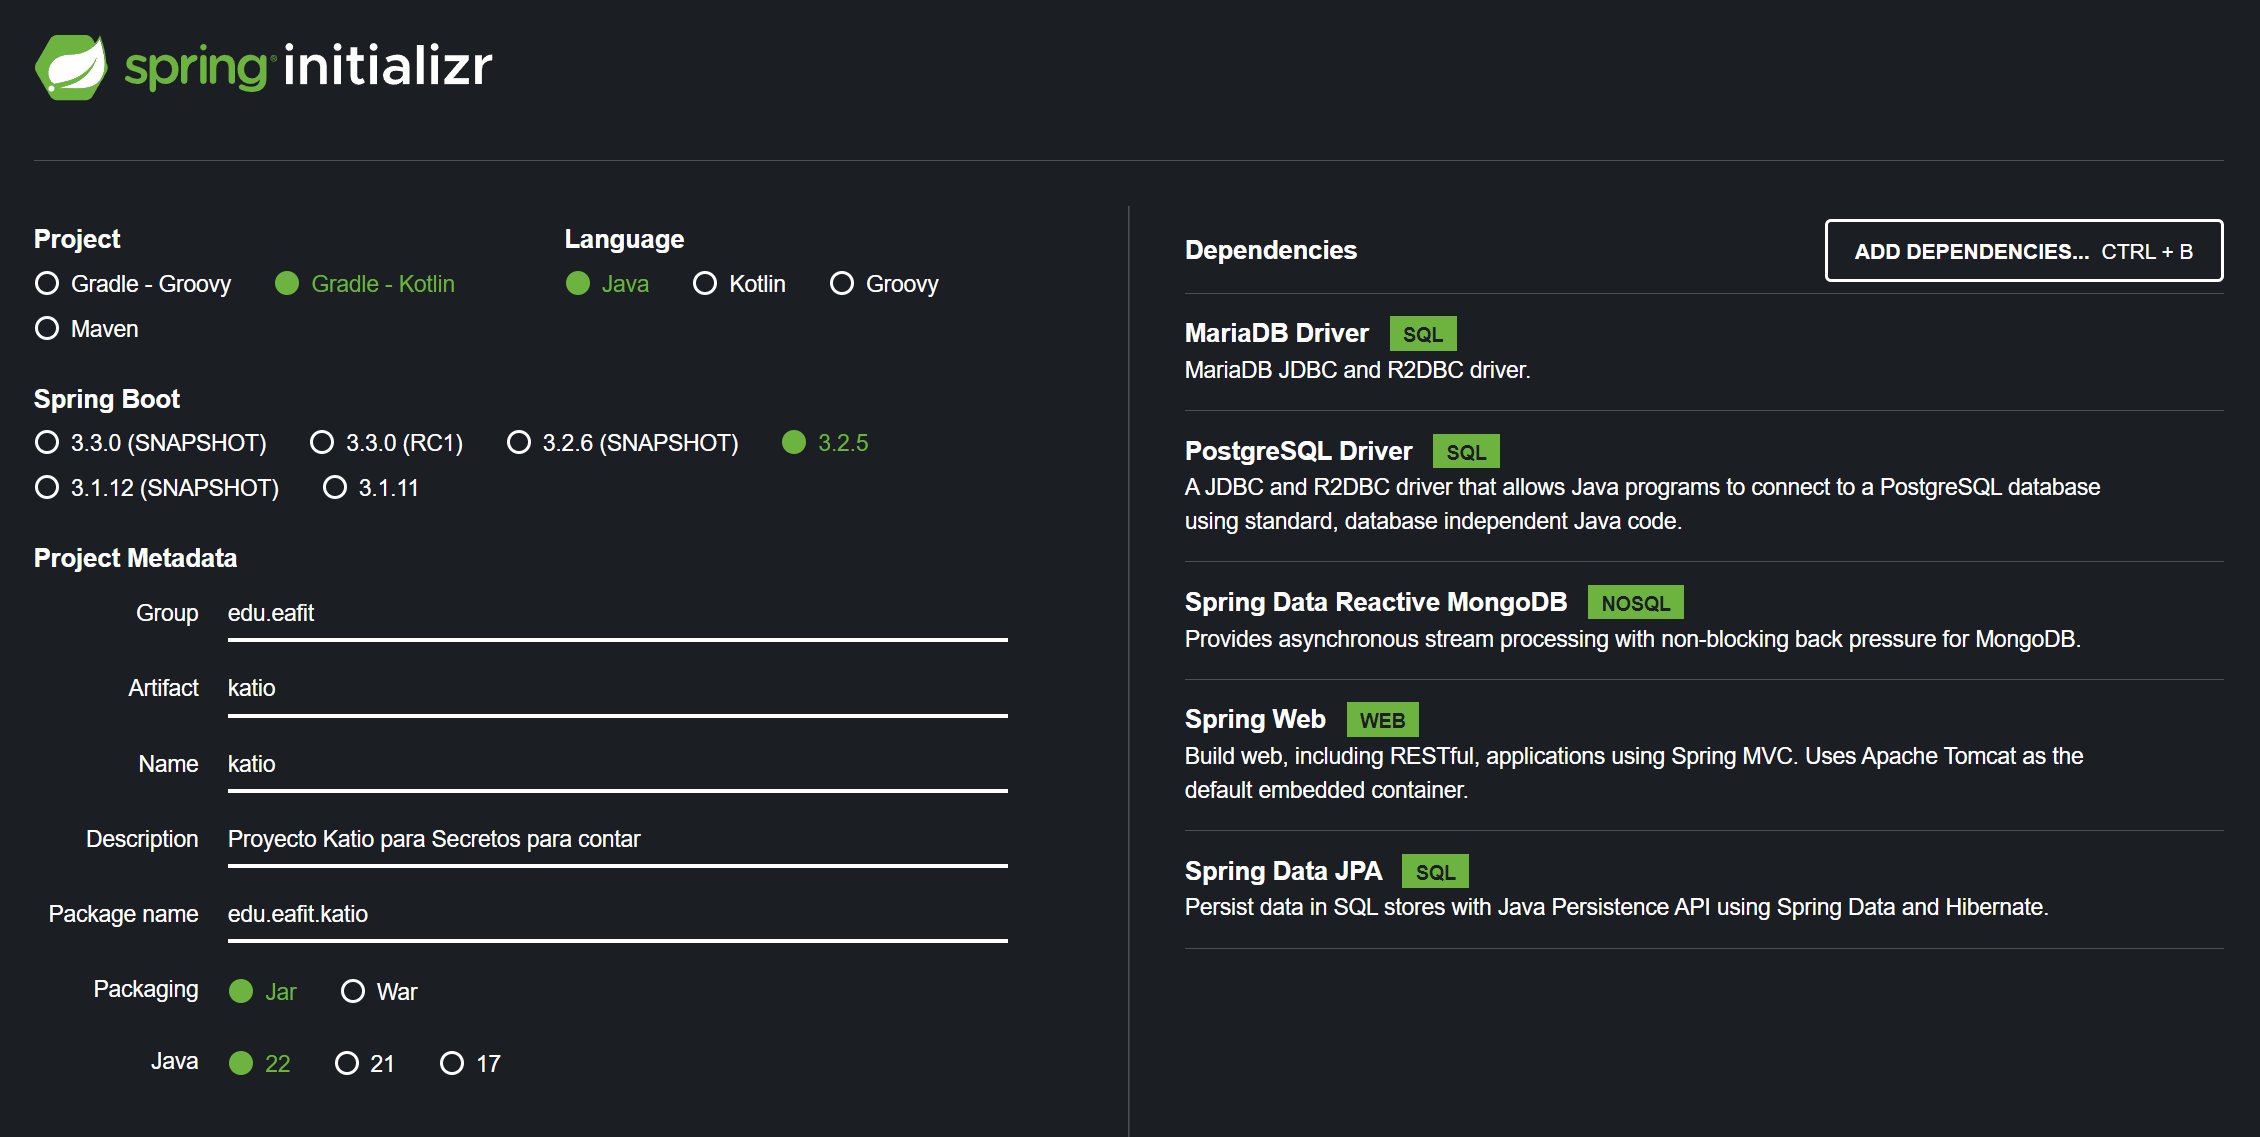 spring® initializr
Project
Gradle - Groovy Gradle - Kotlin
Maven
Language
Java Kotlin Groovy
Spring Boot
3.3.0 (SNAPSHOT) 3.3.0 (RC1) 3.2.6 (SNAPSHOT) 3.2.5
3.1.12 (SNAPSHOT) 3.1.11
Project Metadata
Group edu.eafit
Artifact katio
Name katio
Description Proyecto Katio para Secretos para contar
Package name edu.eafit.katio
Packaging Jar War
Java 22 21 17
Dependencies
ADD DEPENDENCIES... CTRL + B
MariaDB Driver SQL
MariaDB JDBC and R2DBC driver.
PostgreSQL Driver SQL
A JDBC and R2DBC driver that allows Java programs to connect to a PostgreSQL database
using standard, database independent Java code.
Spring Data Reactive MongoDB NOSQL
Provides asynchronous stream processing with non-blocking back pressure for MongoDB.
Spring Web WEB
Build web, including RESTful, applications using Spring MVC. Uses Apache Tomcat as the
default embedded container.
Spring Data JPA SQL
Persist data in SQL stores with Java Persistence API using Spring Data and Hibernate.